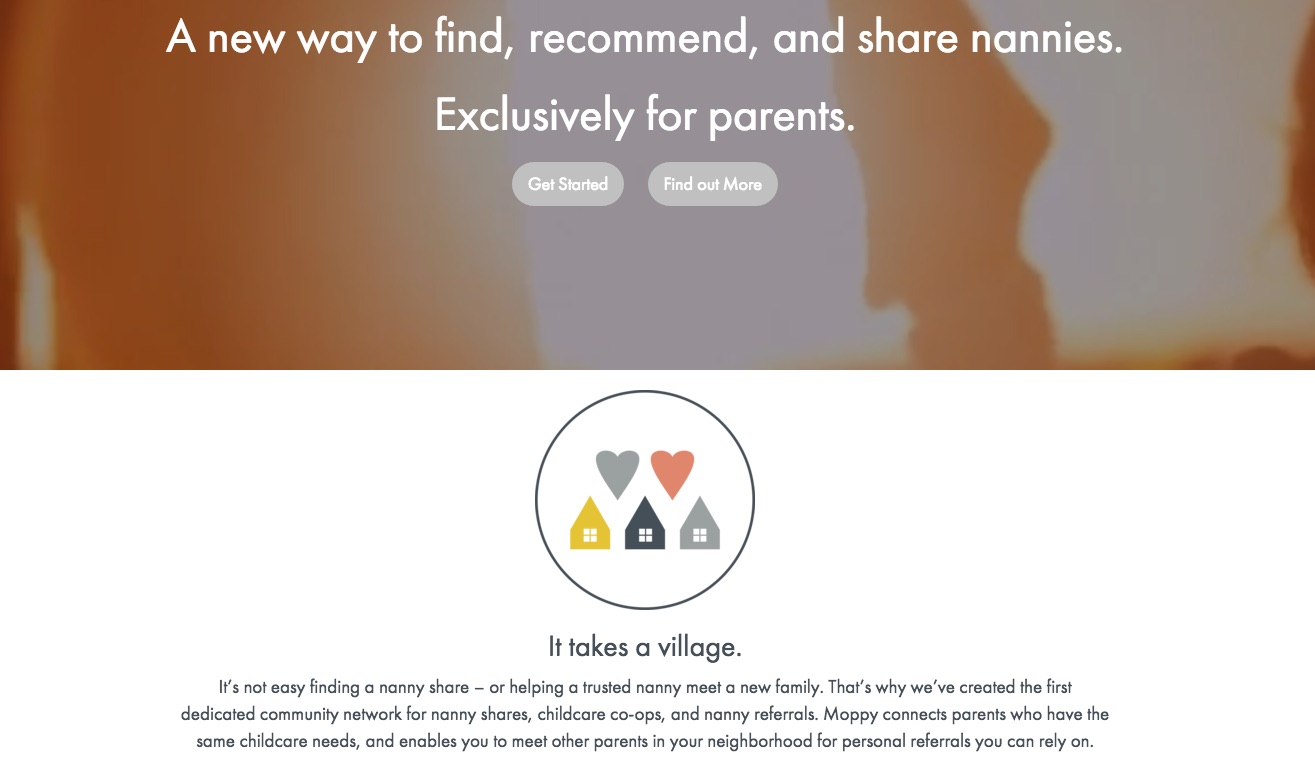 A new way to find, recommend, and share nannies.
Exclusively for parents.
Get Started
Find out More
It takes a village.
It’s not easy finding a nanny share – or helping a trusted nanny meet a new family. That’s why we’ve created the first
dedicated community network for nanny shares, childcare co-ops, and nanny referrals. Moppy connects parents who have the
same childcare needs, and enables you to meet other parents in your neighborhood for personal referrals you can rely on.